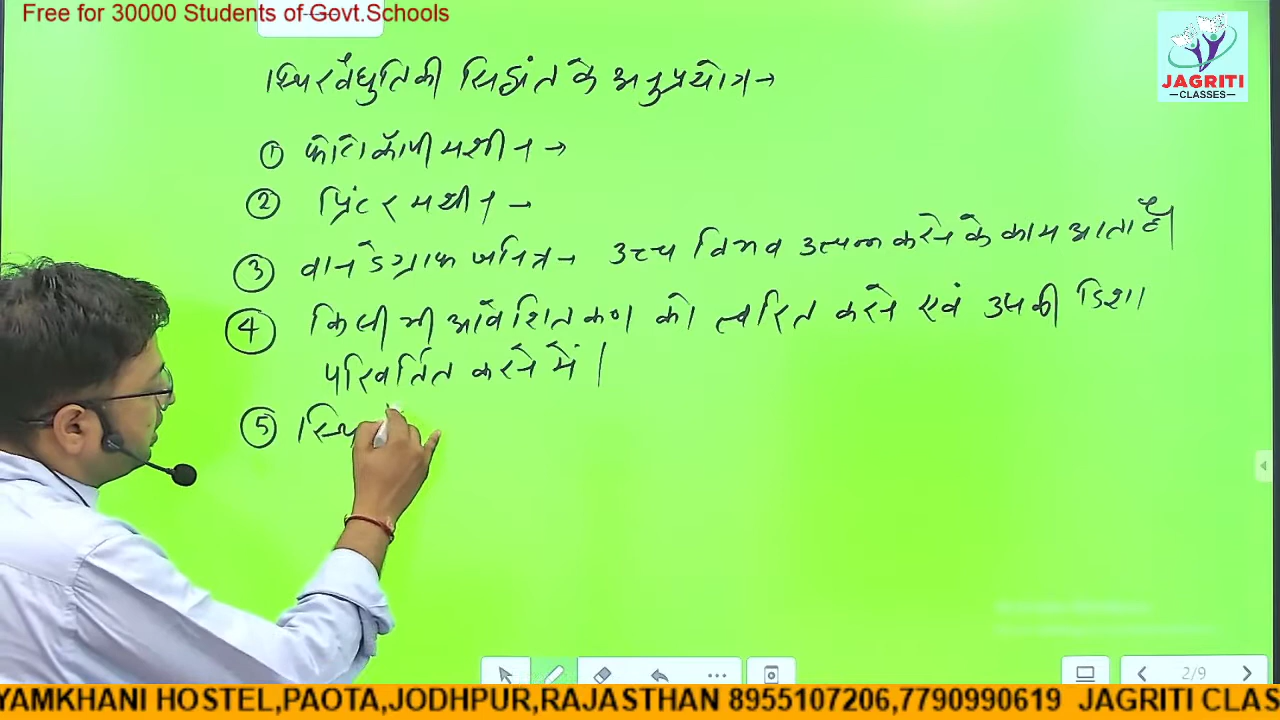 Free for 30000 Students of Govt.Schools
JAGRITI
CLASSES
स्थिरवैधुतिकी सिद्धांत के अनुप्रयोग →
① फोटो कॉपी मशीन →
② प्रिंटर मशीन →
③ वान डे ग्राफ जनित्र → उच्च विभव उत्पन्न करने के काम आता है|
④ किसी भी आवेशित कण को त्वरित करने एवं उसकी दिशा
परिवर्तित करने में|
⑤ स्थि
2/9
YAMKHANI HOSTEL,PAOTA,JODHPUR,RAJASTHAN 8955107206,7790990619 JAGRITI CLAS